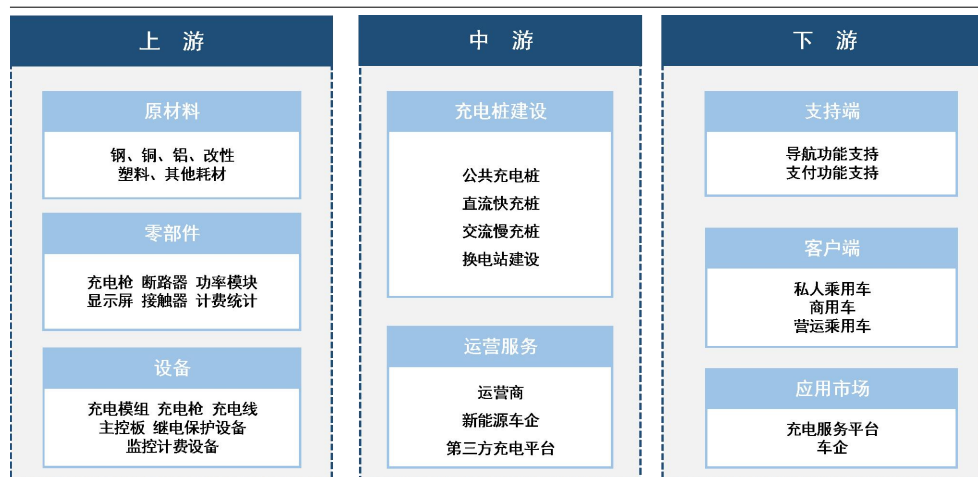 上 游
原材料
钢、铜、铝、改性
塑料、其他耗材
零部件
充电枪 断路器 功率模块
显示屏 接触器 计费统计
设备
充电模组 充电枪 充电线
主控板 继电保护设备
监控计费设备
中 游
充电桩建设
公共充电桩
直流快充桩
交流慢充桩
换电站建设
运营服务
运营商
新能源车企
第三方充电平台
下 游
支持端
导航功能支持
支付功能支持
客户端
私人乘用车
商用车
营运乘用车
应用市场
充电服务平台
车企